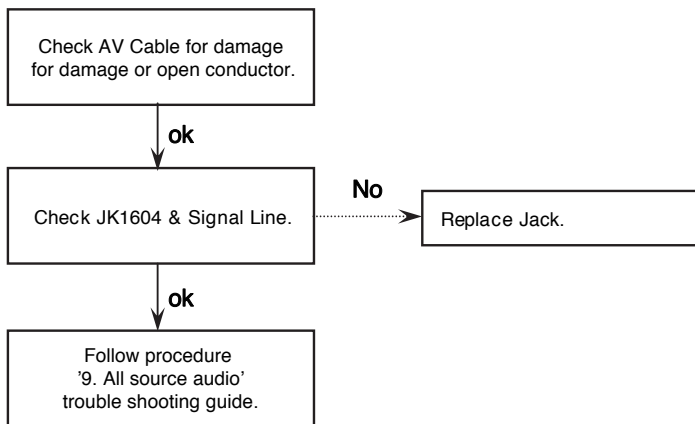 Check AV Cable for damage
for damage or open conductor.
ok
Check JK1604 & Signal Line.
No
Replace Jack.
ok
Follow procedure
'9. All source audio'
trouble shooting guide.